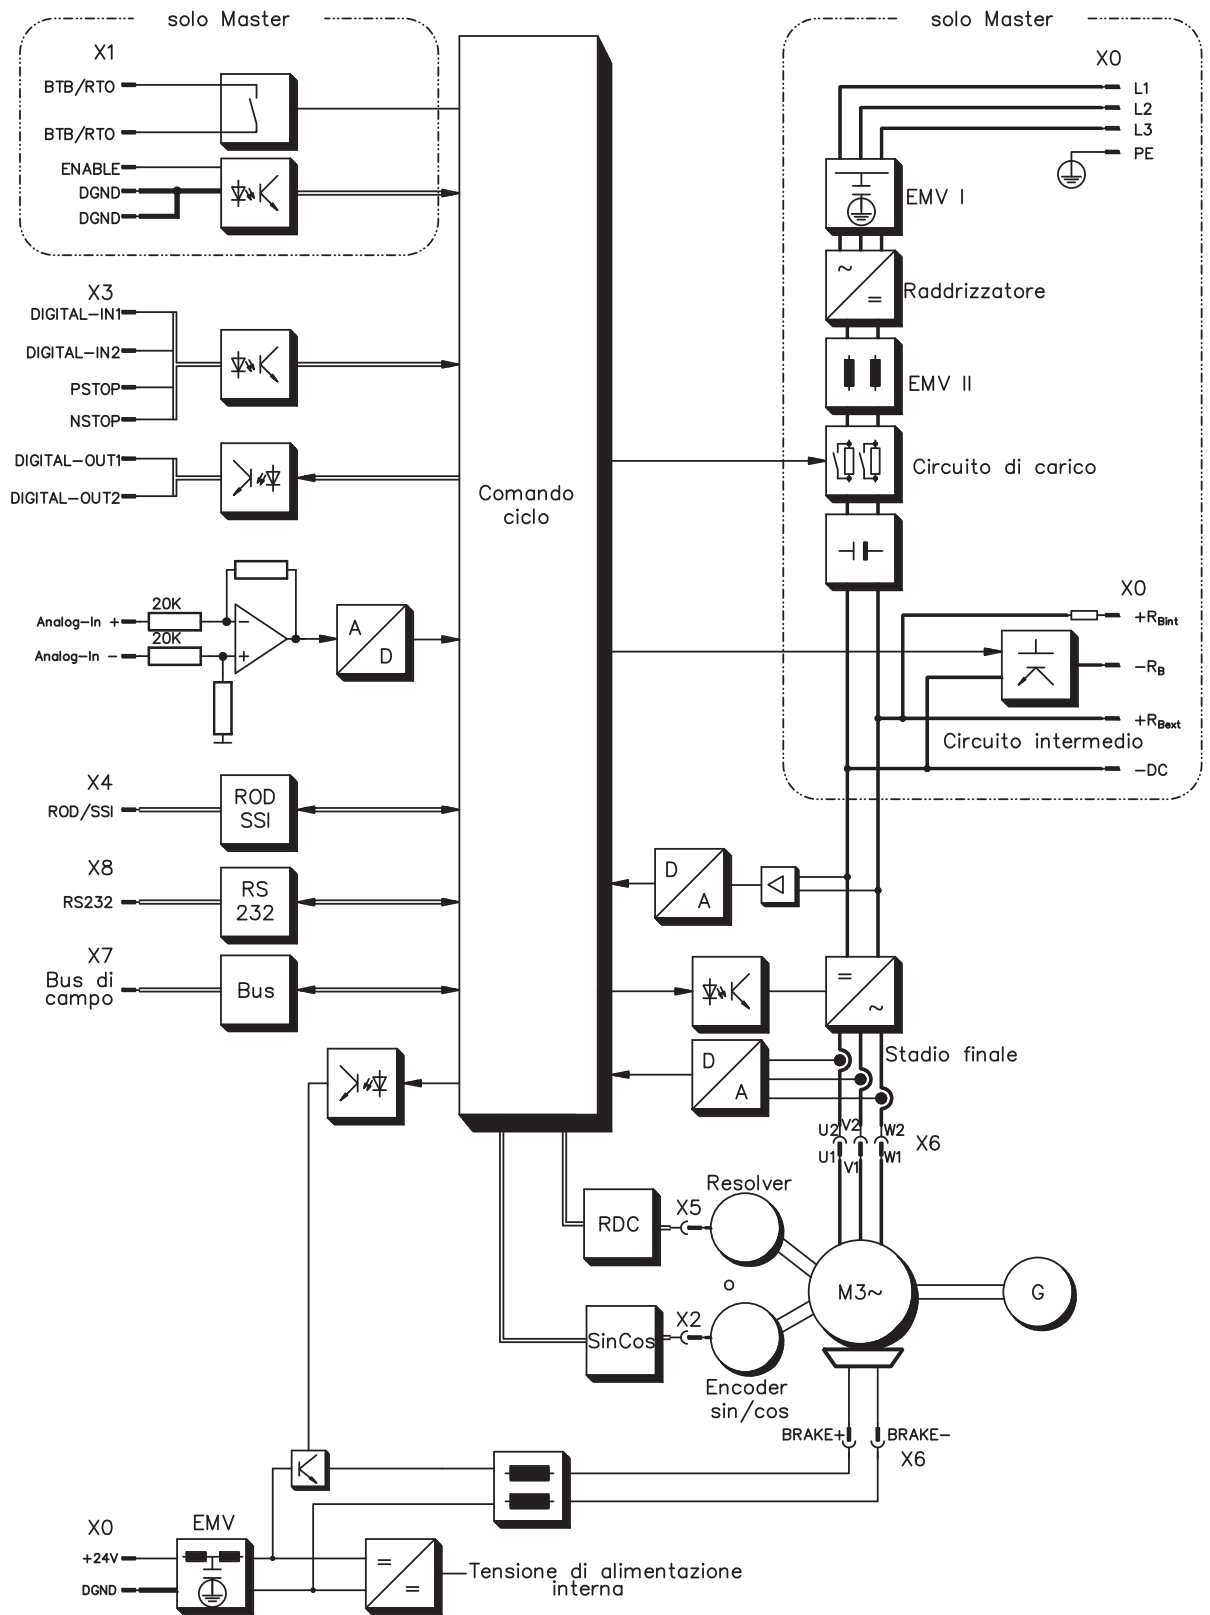 solo Master
X1
BTB/RTO
BTB/RTO
ENABLE
DGND
DGND
X3
DIGITAL-IN1
DIGITAL-IN2
PSTOP
NSTOP
DIGITAL-OUT1
DIGITAL-OUT2
20K
Analog-In +
20K
Analog-In -
- 
+
A
D
X4
ROD/SSI
ROD
SSI
X8
RS232
RS
232
X7
Bus di
campo
Bus
Comando
ciclo
solo Master
X0
L1
L2
L3
PE
EMV I
~
=
Raddrizzatore
EMV II
Circuito di carico
X0
+RBint
-RB
+RBext
Circuito intermedio
-DC
D
A
=
~
Stadio finale
D
A
U2 V2 W2
X6
U1 V1 W1
Resolver
RDC
X5
o
M3~
G
SinCos
X2
Encoder
sin/cos
BRAKE+ BRAKE-
X6
X0
EMV
+24V
DGND
=
=
Tensione di alimentazione
interna